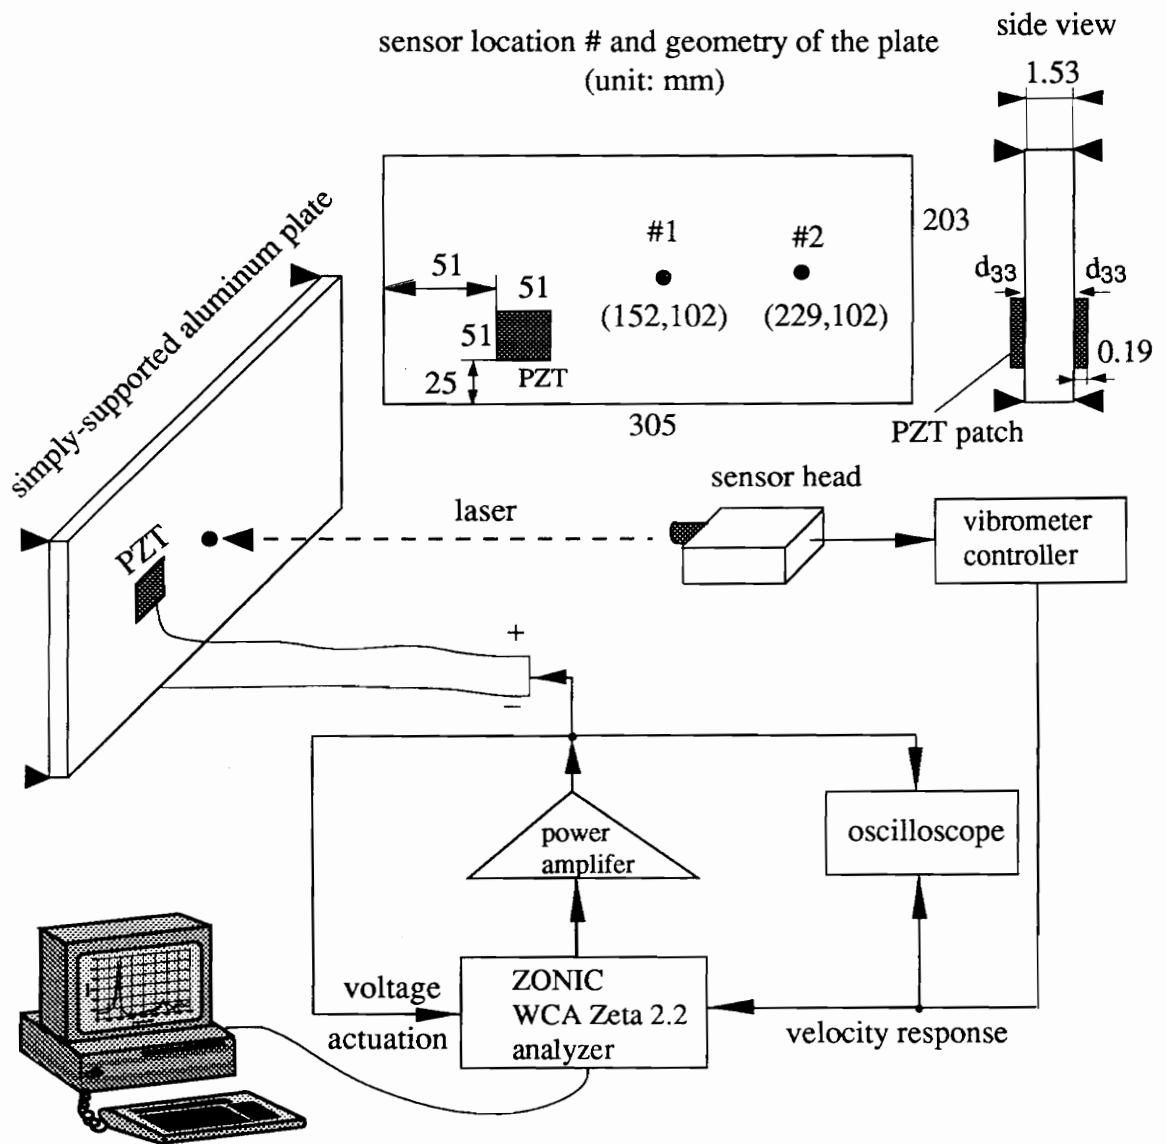 side view
sensor location # and geometry of the plate
(unit: mm)
1.53
203
#1
#2
51
51
d33
d33
(152,102)
(229,102)
51
0.19
25
PZT
305
PZT patch
simply-supported aluminum plate
sensor head
laser
vibrometer
controller
PZT
+
−
power
amplifer
oscilloscope
voltage
actuation
ZONIC
WCA Zeta 2.2
analyzer
velocity response